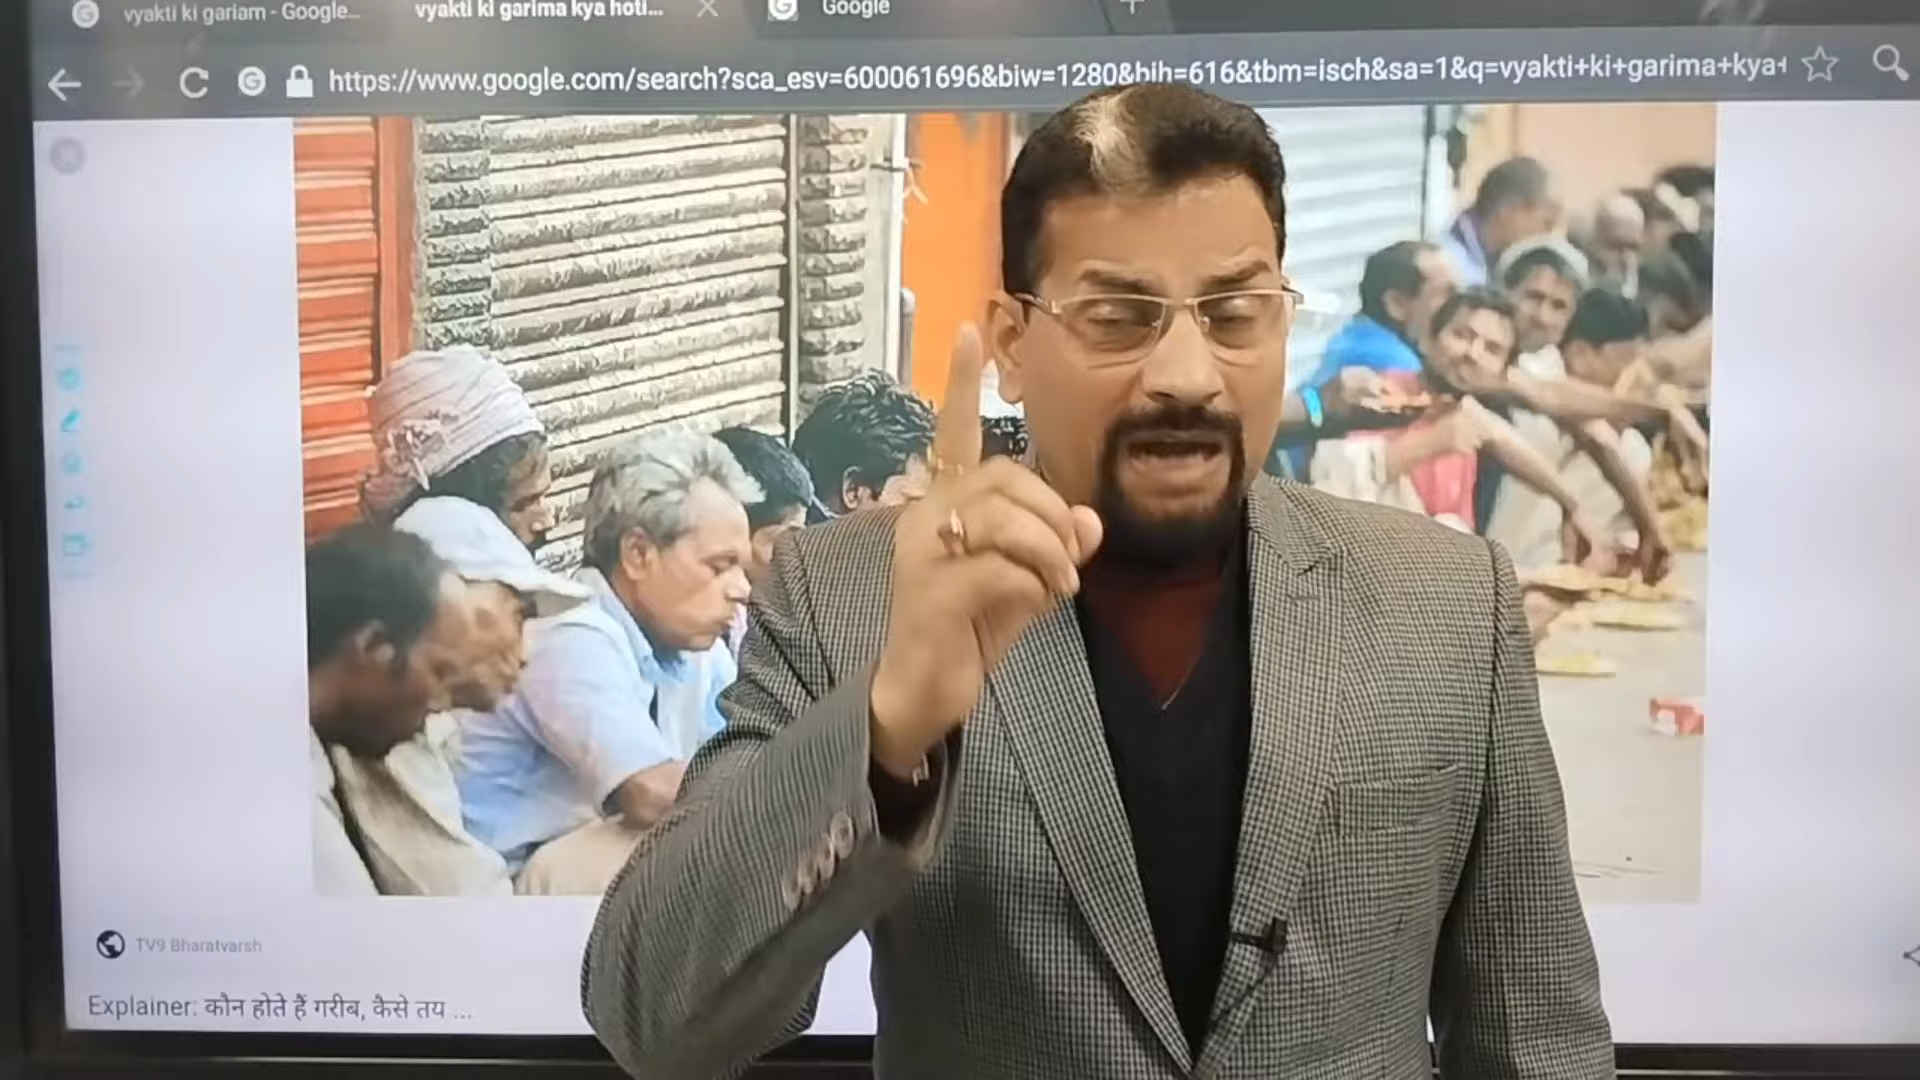 vyakti ki gariam - Google...
vyakti ki garima kya hoti...
Google
https://www.google.com/search?sca_esv=600061696&biw=1280&bih=616&tbm=isch&sa=1&q=vyakti+ki+garima+kya+
TV9 Bharatvarsh
Explainer: कौन होते हैं गरीब, कैसे तय ...